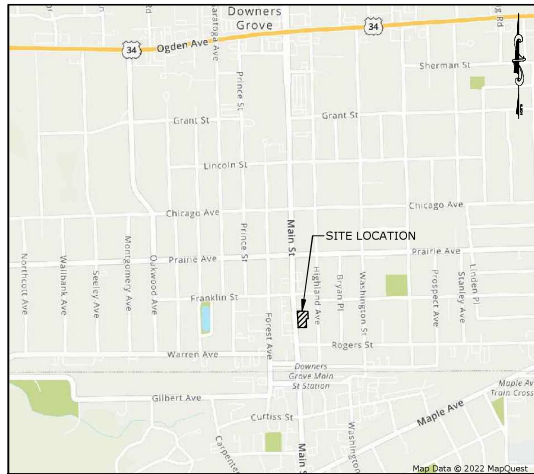 Downers
Grove
34
34
Ogden Ave
Saratoga Ave
Sherman St
Prince St
Grant St
Grant St
Lincoln St
Chicago Ave
Chicago Ave
Main St
SITE LOCATION
Prairie Ave
Prairie Ave
Northcott Ave
Wallbank Ave
Seeley Ave
Montgomery Ave
Oakwood Ave
Prince St
Highland Ave
Bryan Pl
Washington St
Prospect Ave
Stanley Ave
Linden Pl
Franklin St
Forest Ave
Warren Ave
Rogers St
Downers
Grove Main
St Station
Gilbert Ave
Maple Ave
Maple Av
Train Cross
Curtiss St
Carpenter
Main S
Washingt
Map Data © 2022 MapQuest